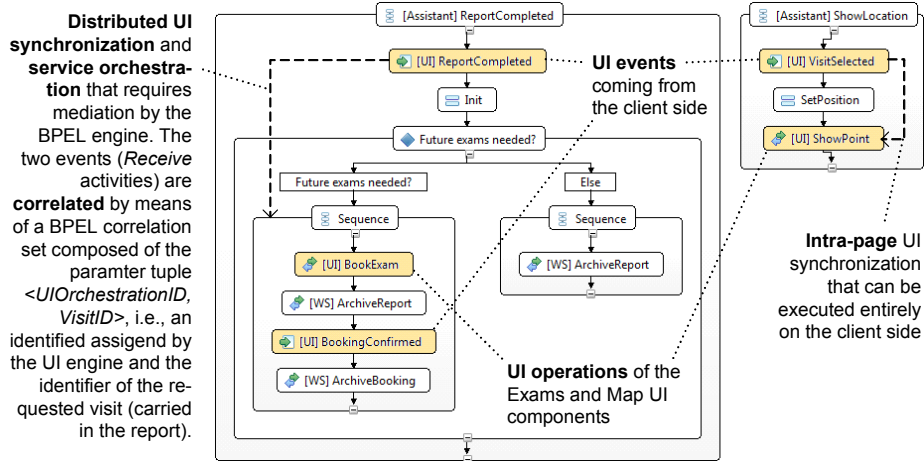 Distributed UI
synchronization and
service orchestra-
tion that requires
mediation by the
BPEL engine. The
two events (Receive
activities) are
correlated by means
of a BPEL correlation
set composed of the
paramter tuple
<UIOrchestrationID,
VisitID>, i.e., an
identified assigend by
the UI engine and the
identifier of the re-
quested visit (carried
in the report).
[Assistant] ReportCompleted
[UI] ReportCompleted
Init
Future exams needed?
Future exams needed?
Else
Sequence
Sequence
[UI] BookExam
[WS] ArchiveReport
[WS] ArchiveReport
[UI] BookingConfirmed
[WS] ArchiveBooking
UI events
coming from
the client side
UI operations of the
Exams and Map UI
components
[Assistant] ShowLocation
[UI] VisitSelected
SetPosition
[UI] ShowPoint
Intra-page UI
synchronization
that can be
executed entirely
on the client side